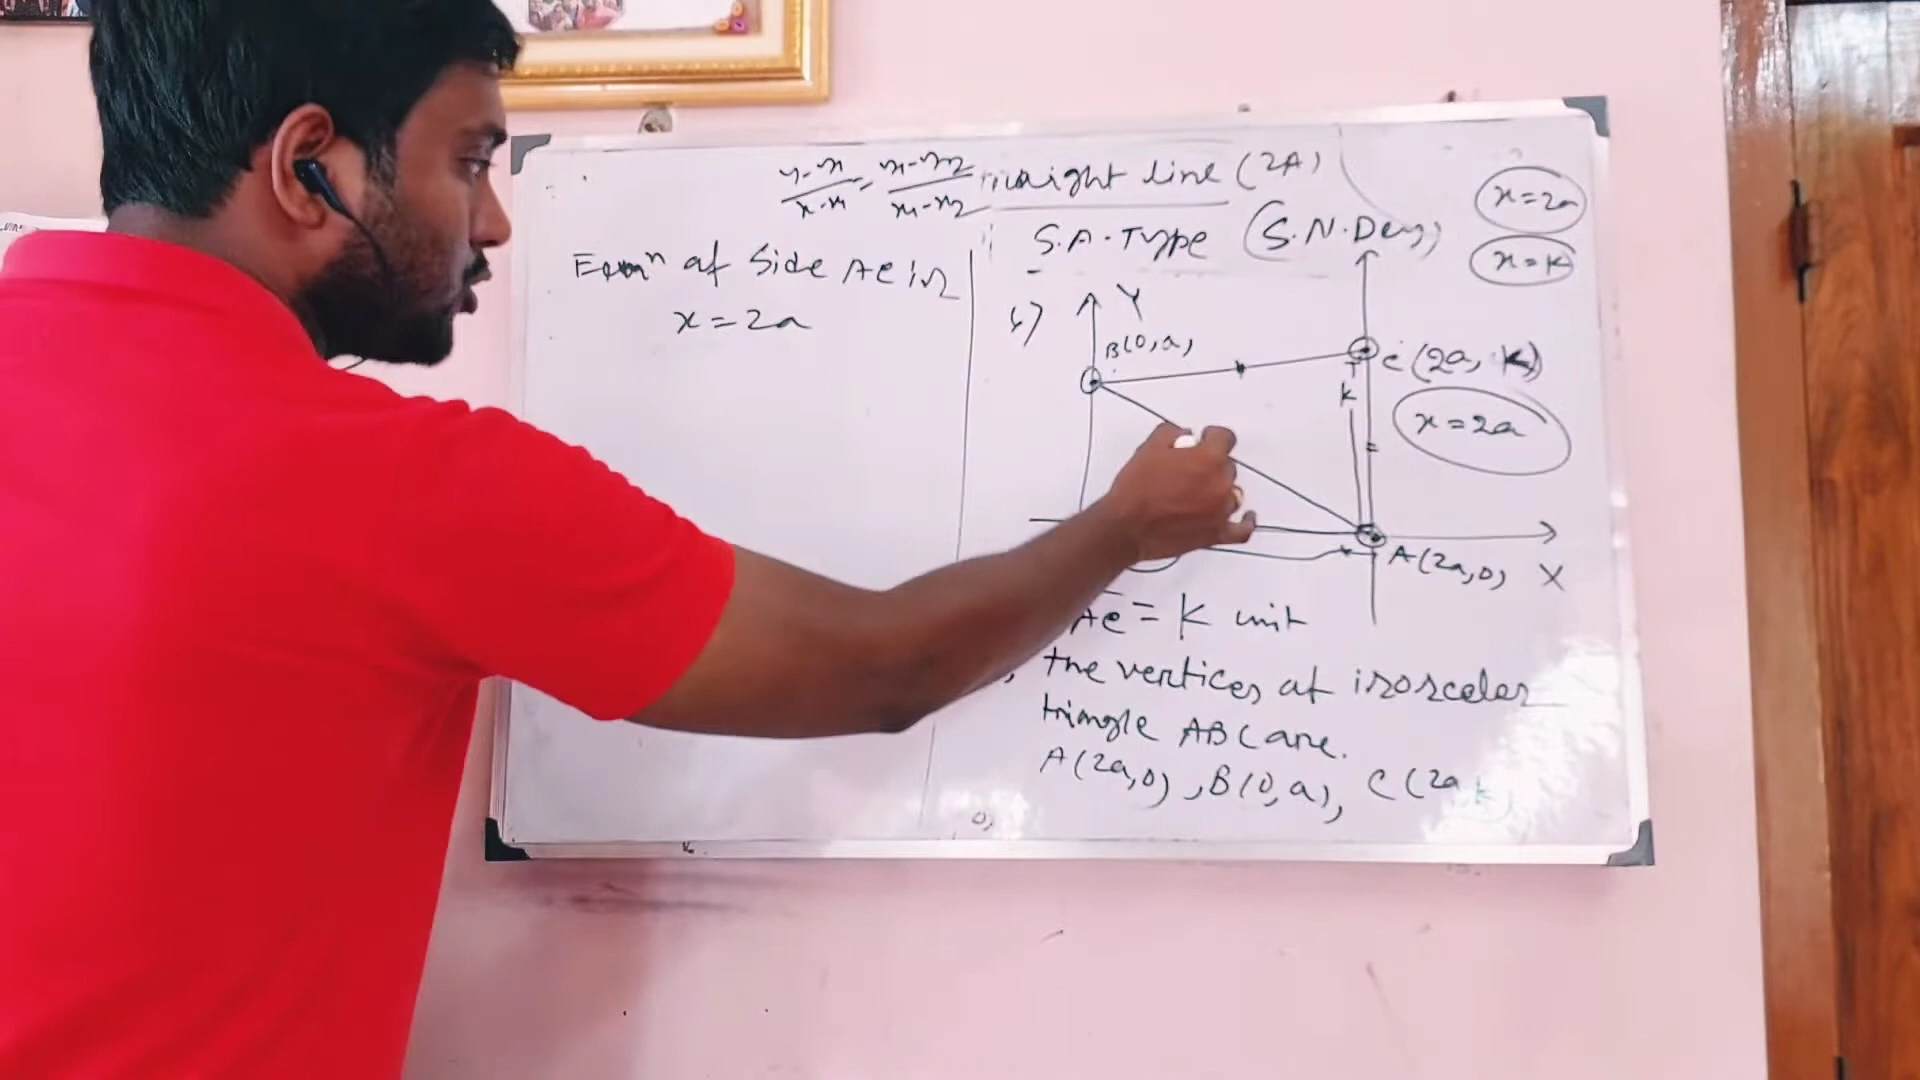 straight line (2A)
S.A. Type (S.N.Dey)
x=2a
x=k
of side AC is
x = 2a
Y
B(0,a)
C (2a, k)
k
x=2a
A(2a,0)
X
AC = k unit
the vertices of isosceles
triangle ABC are.
A(2a,0), B(0,a), C(2a, k)